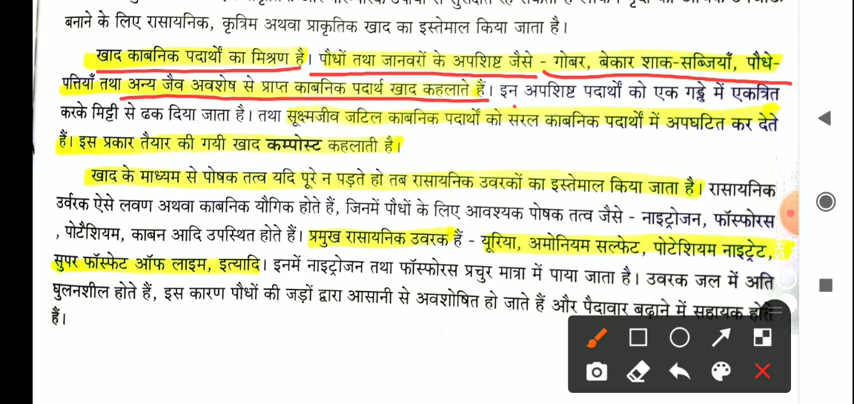 बनाने के लिए रासायनिक, कृत्रिम अथवा प्राकृतिक खाद का इस्तेमाल किया जाता है।
खाद काबनिक पदार्थों का मिश्रण है। पौधों तथा जानवरों के अपशिष्ट जैसे - गोबर, बेकार शाक-सब्जियाँ, पौधे-
पत्तियाँ तथा अन्य जैव अवशेष से प्राप्त काबनिक पदार्थ खाद कहलाते हैं। इन अपशिष्ट पदार्थों को एक गड्ढे में एकत्रित
करके मिट्टी से ढक दिया जाता है। तथा सूक्ष्मजीव जटिल काबनिक पदार्थों को सरल काबनिक पदार्थों में अपघटित कर देते
हैं। इस प्रकार तैयार की गयी खाद कम्पोस्ट कहलाती है।
खाद के माध्यम से पोषक तत्व यदि पूरे न पड़ते हो तब रासायनिक उवरकों का इस्तेमाल किया जाता है। रासायनिक
उर्वरक ऐसे लवण अथवा काबनिक यौगिक होते हैं, जिनमें पौधों के लिए आवश्यक पोषक तत्व जैसे - नाइट्रोजन, फॉस्फोरस
, पोटैशियम, काबन आदि उपस्थित होते हैं। प्रमुख रासायनिक उवरक हैं - यूरिया, अमोनियम सल्फेट, पोटेशियम नाइट्रेट,
सुपर फॉस्फेट ऑफ लाइम, इत्यादि। इनमें नाइट्रोजन तथा फॉस्फोरस प्रचुर मात्रा में पाया जाता है। उवरक जल में अति
घुलनशील होते हैं, इस कारण पौधों की जड़ों द्वारा आसानी से अवशोषित हो जाते हैं और पैदावार बढ़ाने में सहायक होते
हैं।